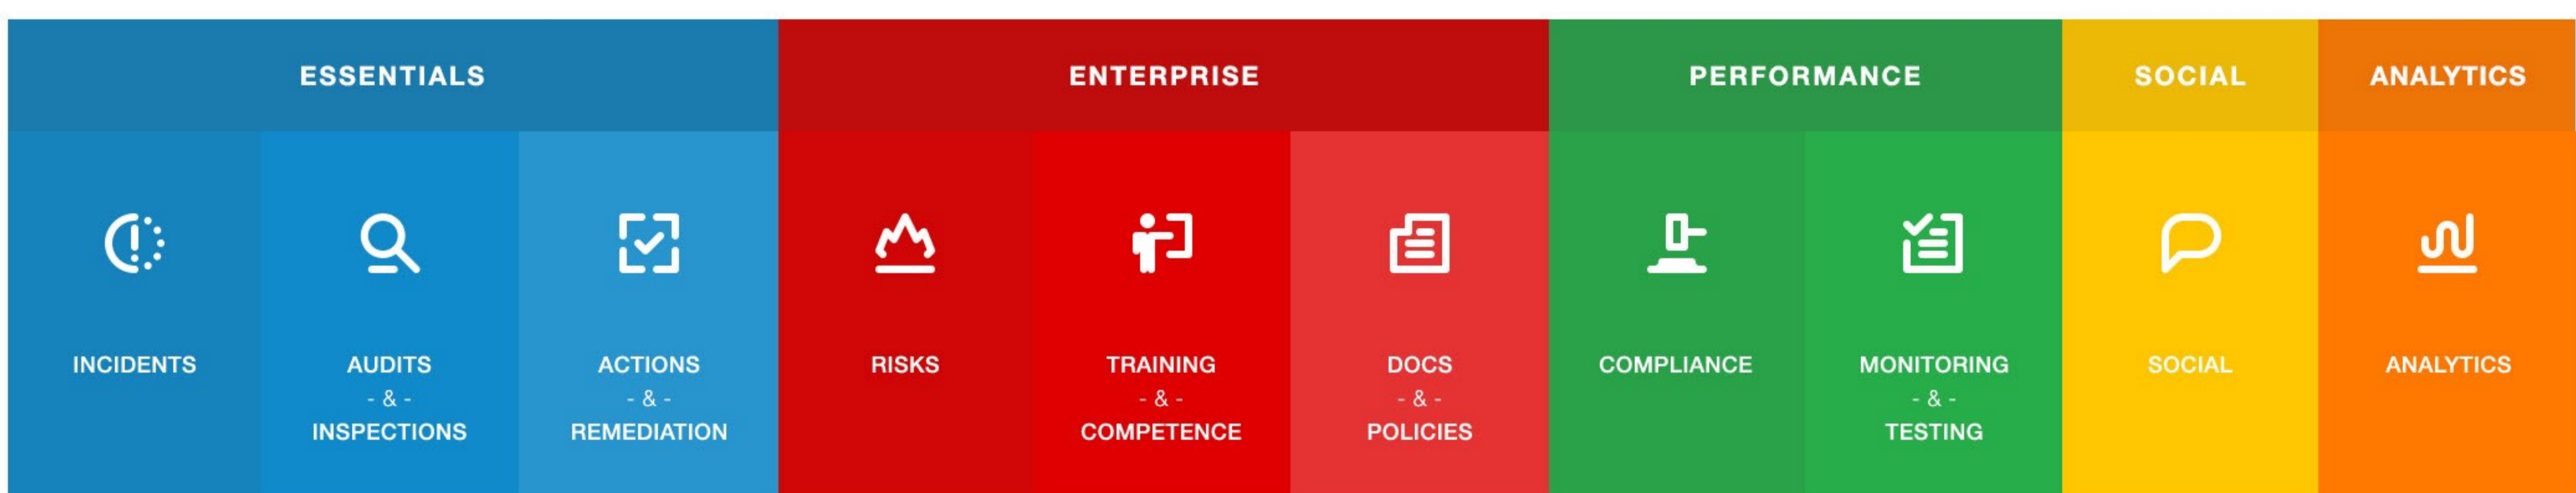 ESSENTIALS
ENTERPRISE
PERFORMANCE
SOCIAL
ANALYTICS
INCIDENTS
AUDITS
- & -
INSPECTIONS
ACTIONS
- & -
REMEDIATION
RISKS
TRAINING
- & -
COMPETENCE
DOCS
- & -
POLICIES
COMPLIANCE
MONITORING
- & -
TESTING
SOCIAL
ANALYTICS